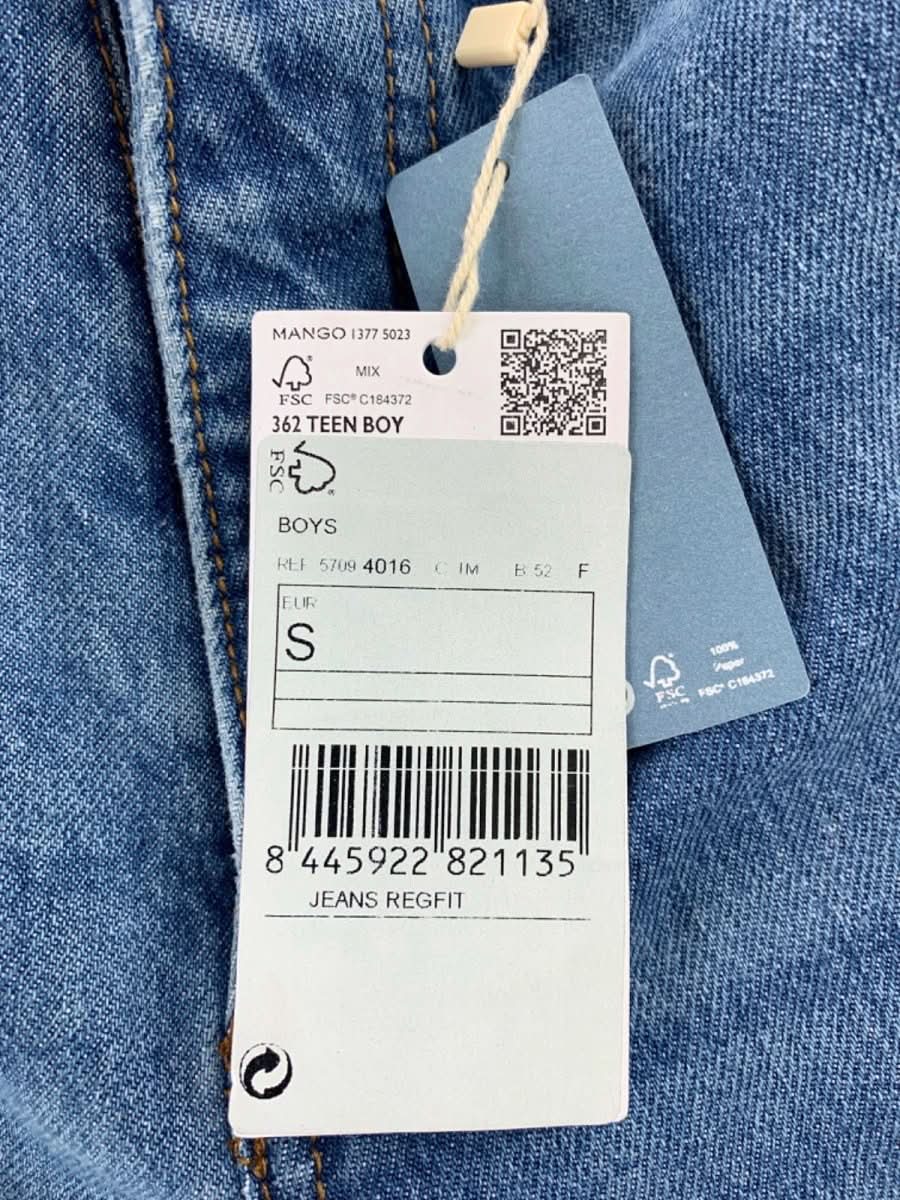 MANGO 1377 5023
MIX
FSC® FSC® C184372
362 TEEN BOY
FSC®
BOYS
REF 5709 4016 C IM B 52 F
EUR
S
8 445922 821135
JEANS REGFIT
100%
Paper
FSC FSC® C184372